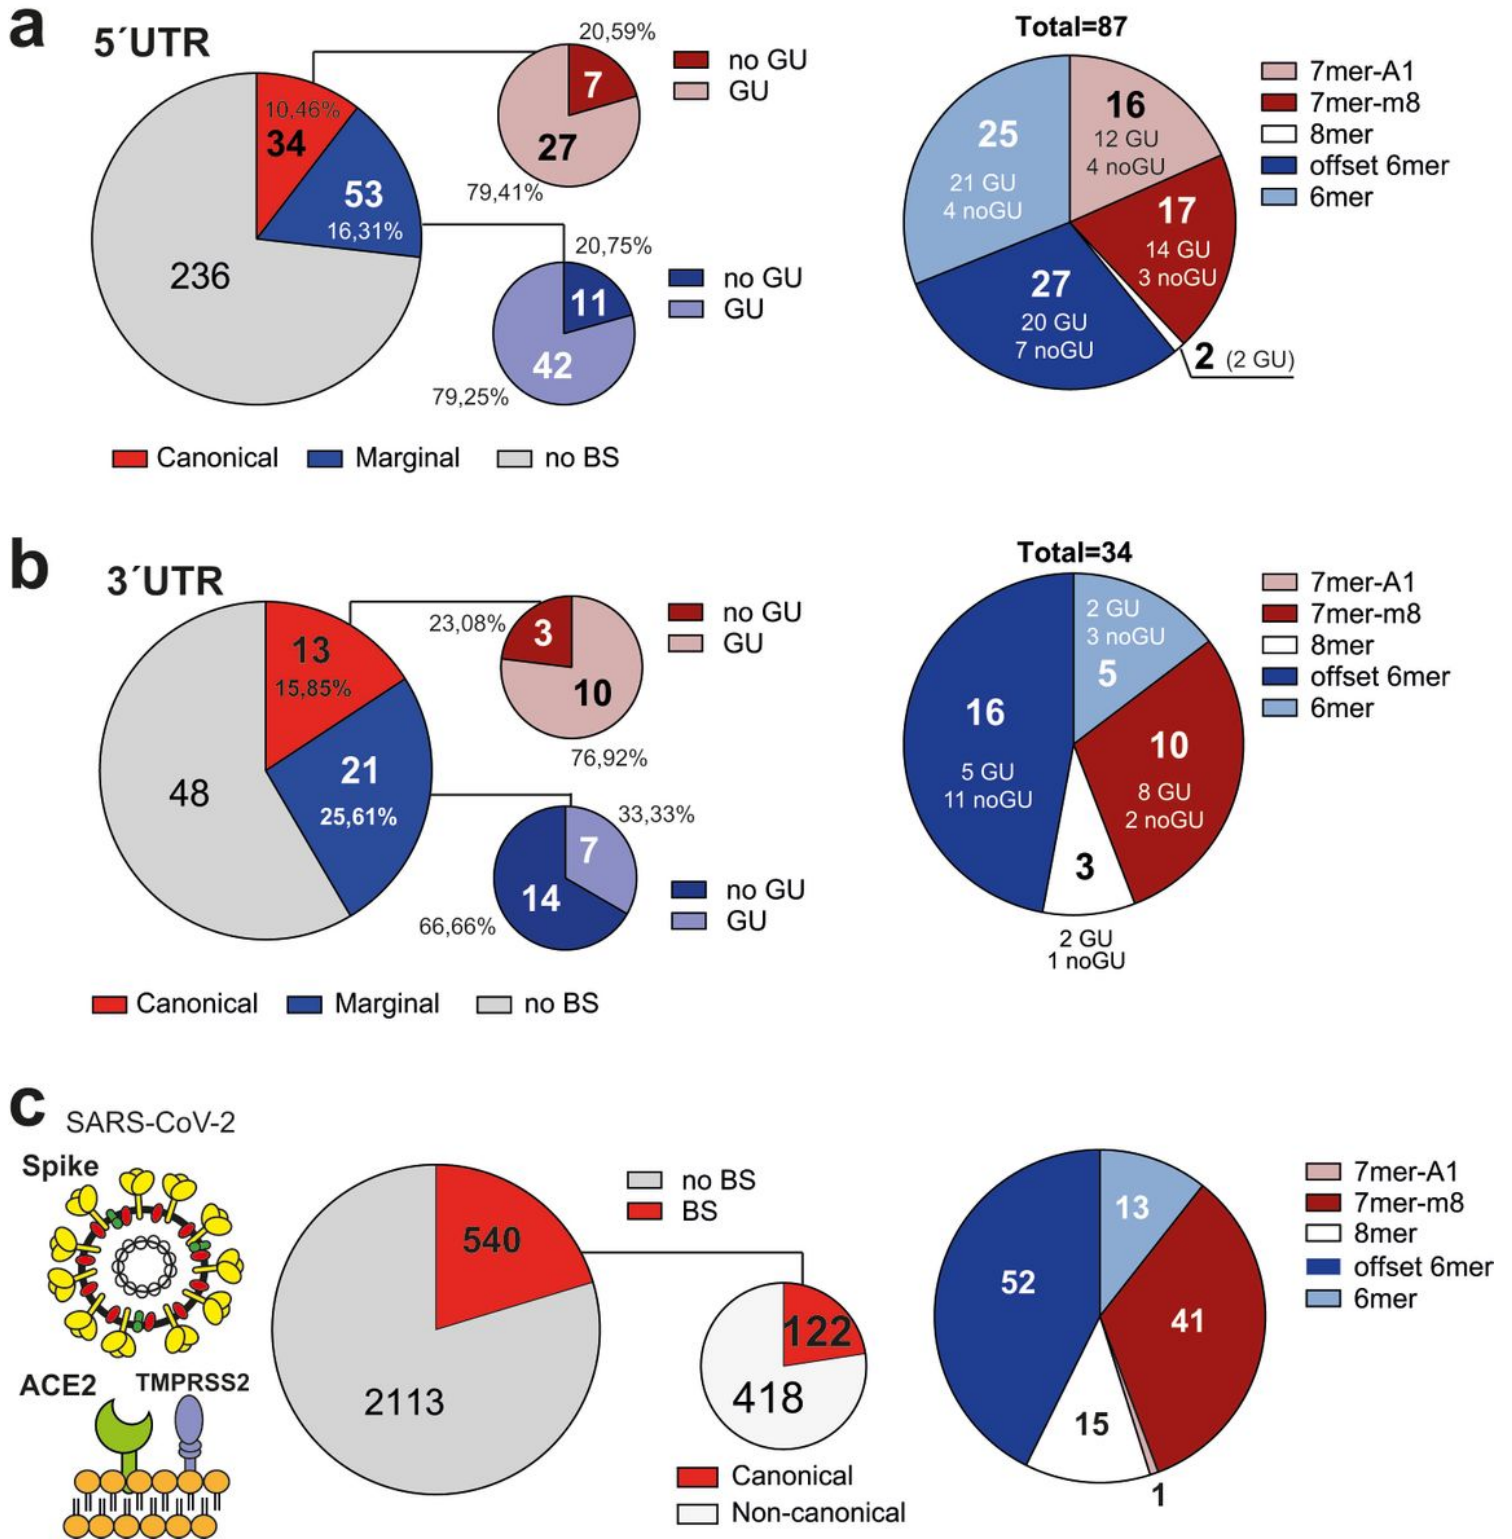 a
5´UTR
10,46%
34
53
16,31%
236
20,59%
7
27
79,41%
no GU
GU
20,75%
11
42
79,25%
no GU
GU
Canonical
Marginal
no BS
Total=87
16
12 GU
4 noGU
17
14 GU
3 noGU
2 (2 GU)
27
20 GU
7 noGU
25
21 GU
4 noGU
7mer-A1
7mer-m8
8mer
offset 6mer
6mer
b
3´UTR
13
15,85%
21
25,61%
48
23,08%
3
10
76,92%
no GU
GU
33,33%
7
14
66,66%
no GU
GU
Canonical
Marginal
no BS
Total=34
2 GU
3 noGU
5
10
8 GU
2 noGU
3
2 GU
1 noGU
16
5 GU
11 noGU
7mer-A1
7mer-m8
8mer
offset 6mer
6mer
c
SARS-CoV-2
Spike
ACE2
TMPRSS2
540
2113
no BS
BS
122
418
Canonical
Non-canonical
13
41
1
15
52
7mer-A1
7mer-m8
8mer
offset 6mer
6mer